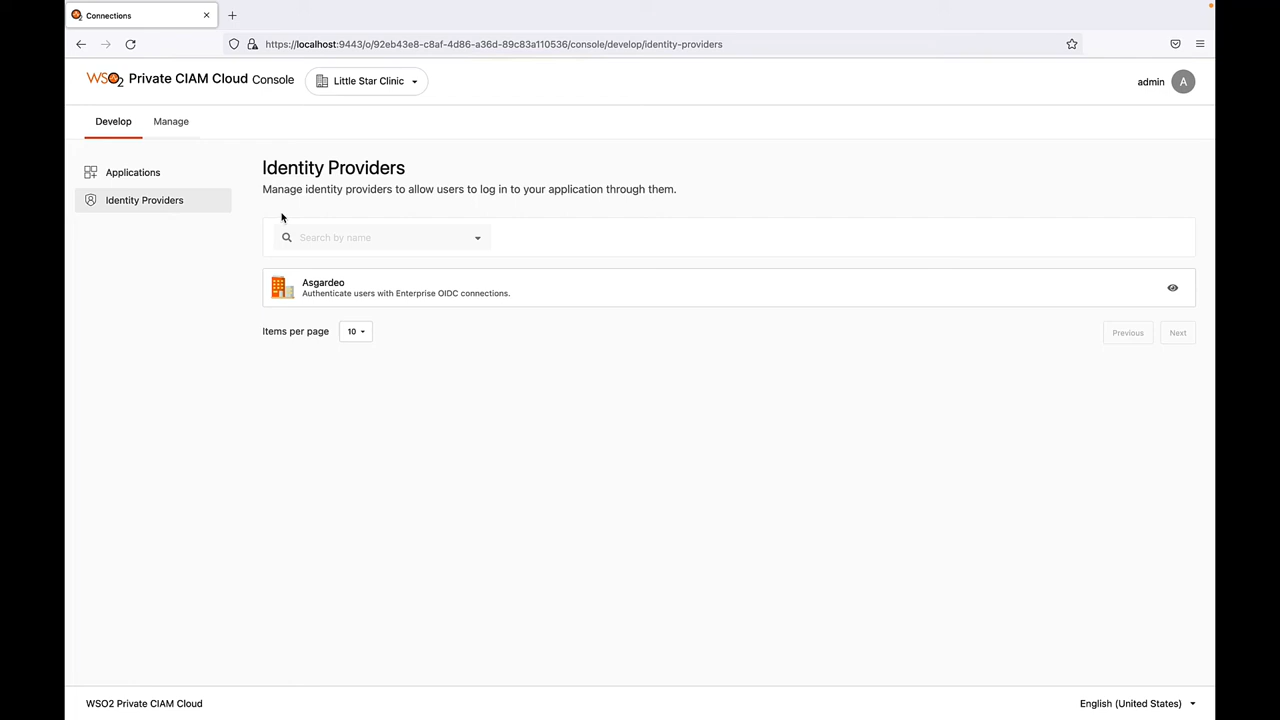 Connections
https://localhost:9443/o/92eb43e8-c8af-4d86-a36d-89c83a110536/console/develop/identity-providers
WSO2 Private CIAM Cloud Console
Little Star Clinic
admin
A
Develop
Manage
Applications
Identity Providers
Identity Providers
Manage identity providers to allow users to log in to your application through them.
Search by name
Asgardeo
Authenticate users with Enterprise OIDC connections.
Items per page
10
Previous
Next
WSO2 Private CIAM Cloud
English (United States)